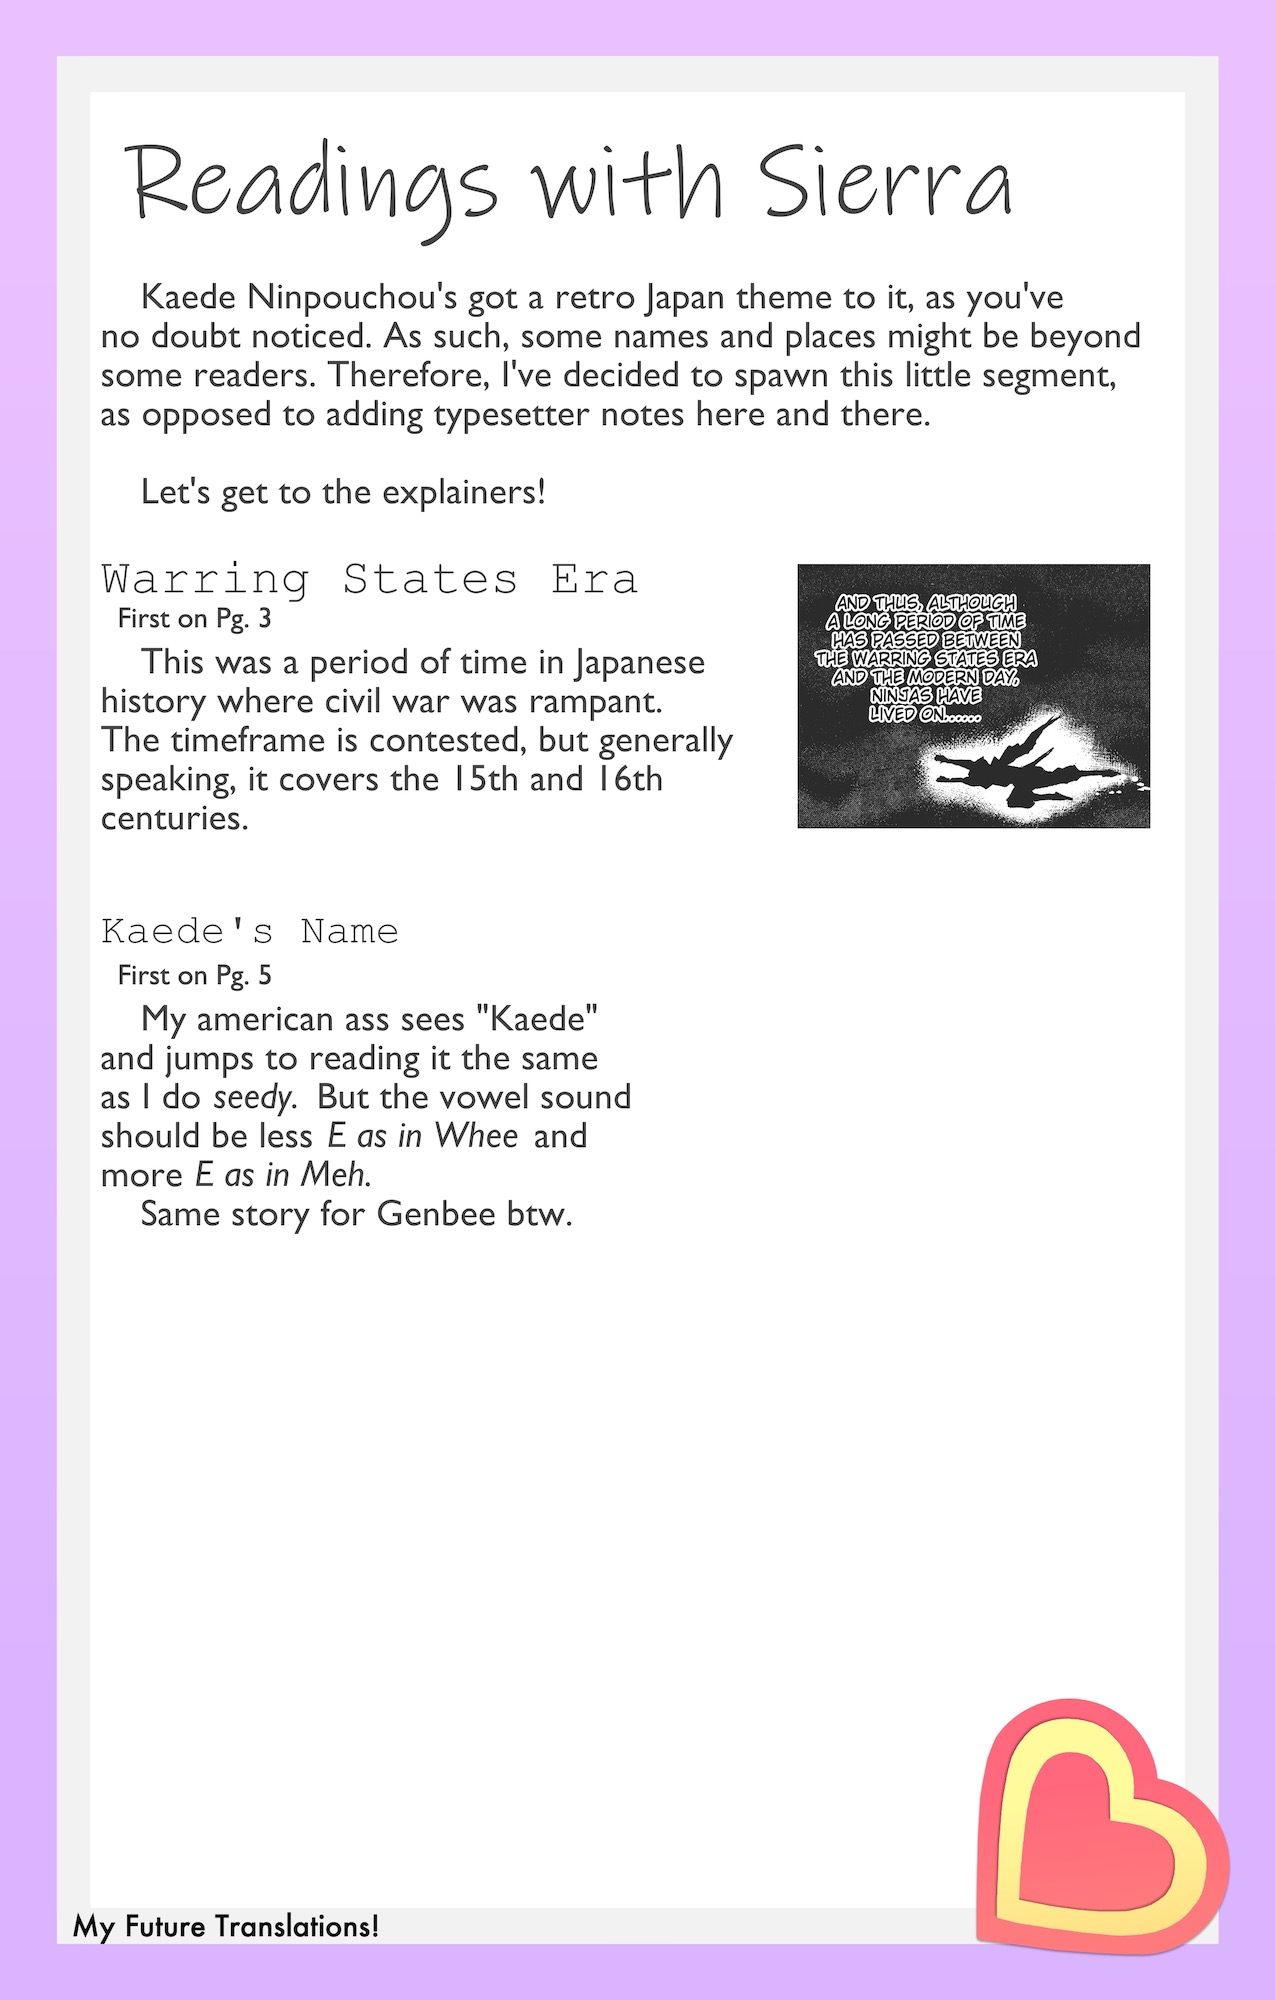 Readings with Sierra
Kaede Ninpouchou's got a retro Japan theme to it, as you've
no doubt noticed. As such, some names and places might be beyond
some readers. Therefore, I've decided to spawn this little segment,
as opposed to adding typesetter notes here and there.
Let's get to the explainers!
Warring States Era
First on Pg. 3
This was a period of time in Japanese
history where civil war was rampant.
The timeframe is contested, but generally
speaking, it covers the 15th and 16th
centuries.
AND THUS, ALTHOUGH
A LONG PERIOD OF TIME
HAS PASSED BETWEEN
THE WARRING STATES ERA
AND THE MODERN DAY,
NINJAS HAVE
LIVED ON......
Kaede's Name
First on Pg. 5
My american ass sees "Kaede"
and jumps to reading it the same
as I do seedy. But the vowel sound
should be less E as in Whee and
more E as in Meh.
Same story for Genbee btw.
My Future Translations!